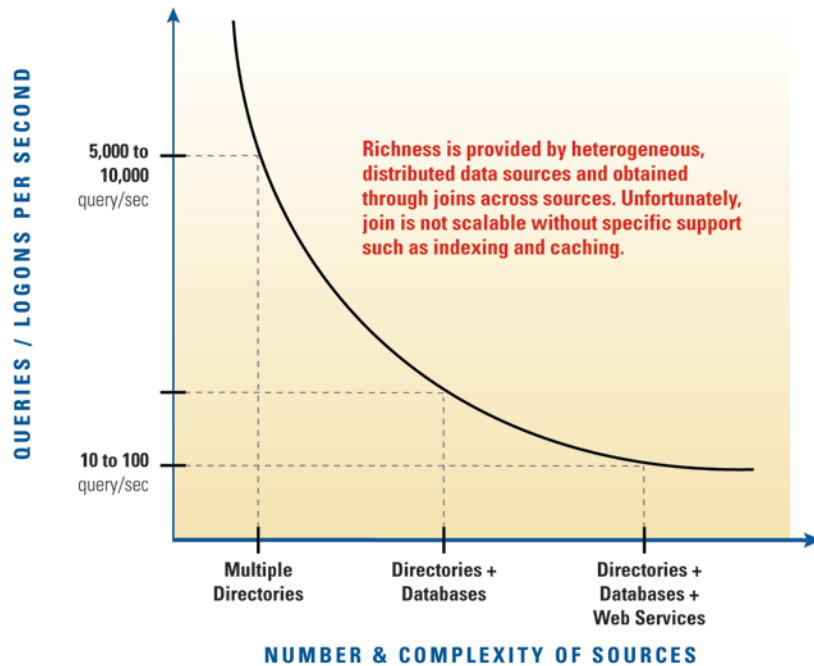 QUERIES / LOGONS PER SECOND
5,000 to
10,000
query/sec
Richness is provided by heterogeneous,
distributed data sources and obtained
through joins across sources. Unfortunately,
join is not scalable without specific support
such as indexing and caching.
10 to 100
query/sec
Multiple
Directories
Directories +
Databases
Directories +
Databases +
Web Services
NUMBER & COMPLEXITY OF SOURCES